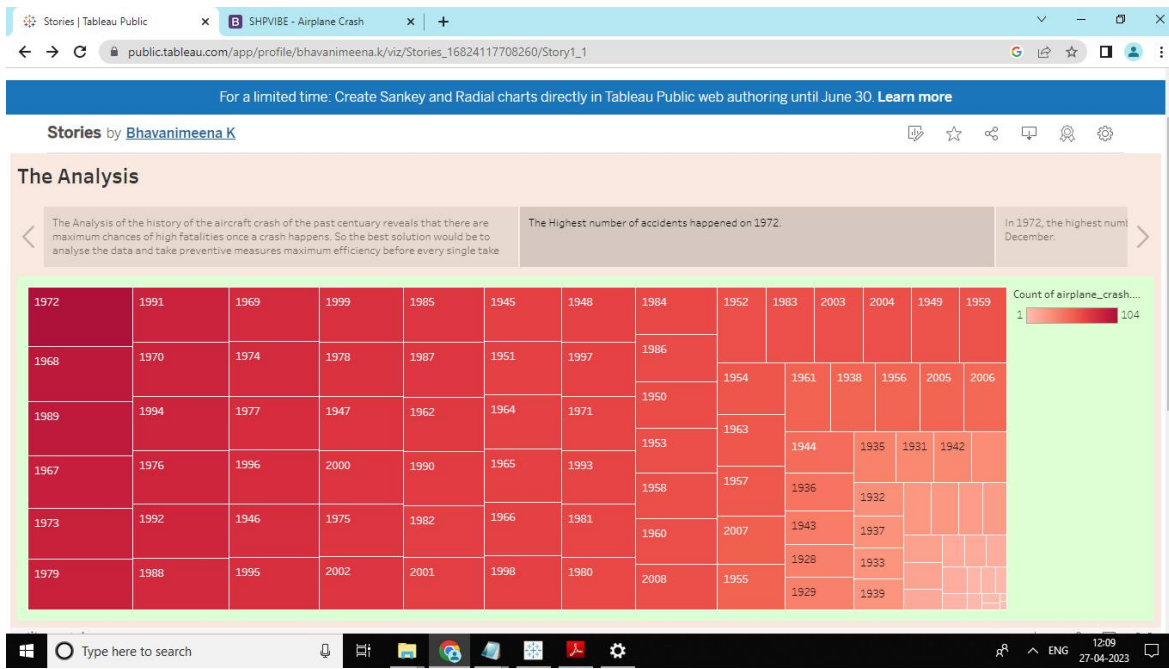 Stories | Tableau Public
SHPVIBE - Airplane Crash
public.tableau.com/app/profile/bhavanimeena.k/viz/Stories_16824117708260/Story1_1
For a limited time: Create Sankey and Radial charts directly in Tableau Public web authoring until June 30. Learn more
Stories by Bhavanimeena K
The Analysis
The Analysis of the history of the aircraft crash of the past centuary reveals that there are
maximum chances of high fatalities once a crash happens. So the best solution would be to
analyse the data and take preventive measures maximum efficiency before every single take
The Highest number of accidents happened on 1972.
In 1972, the highest num
December.
1972 1991 1969 1999 1985 1945 1948 1984 1952 1983 2003 2004 1949 1959
1968 1970 1974 1978 1987 1951 1997 1986
1954 1961 1938 1956 2005 2006
1989 1994 1977 1947 1962 1964 1971 1950
1963
1953 1944 1935 1931 1942
1967 1976 1996 2000 1990 1965 1993
1958 1957 1936 1932
1973 1992 1946 1975 1982 1966 1981
1960 2007 1943 1937
1928 1933
1979 1988 1995 2002 2001 1998 1980 2008 1955
1929 1939
Count of airplane_crash....
1 104
Type here to search
ENG
12:09
27-04-2023